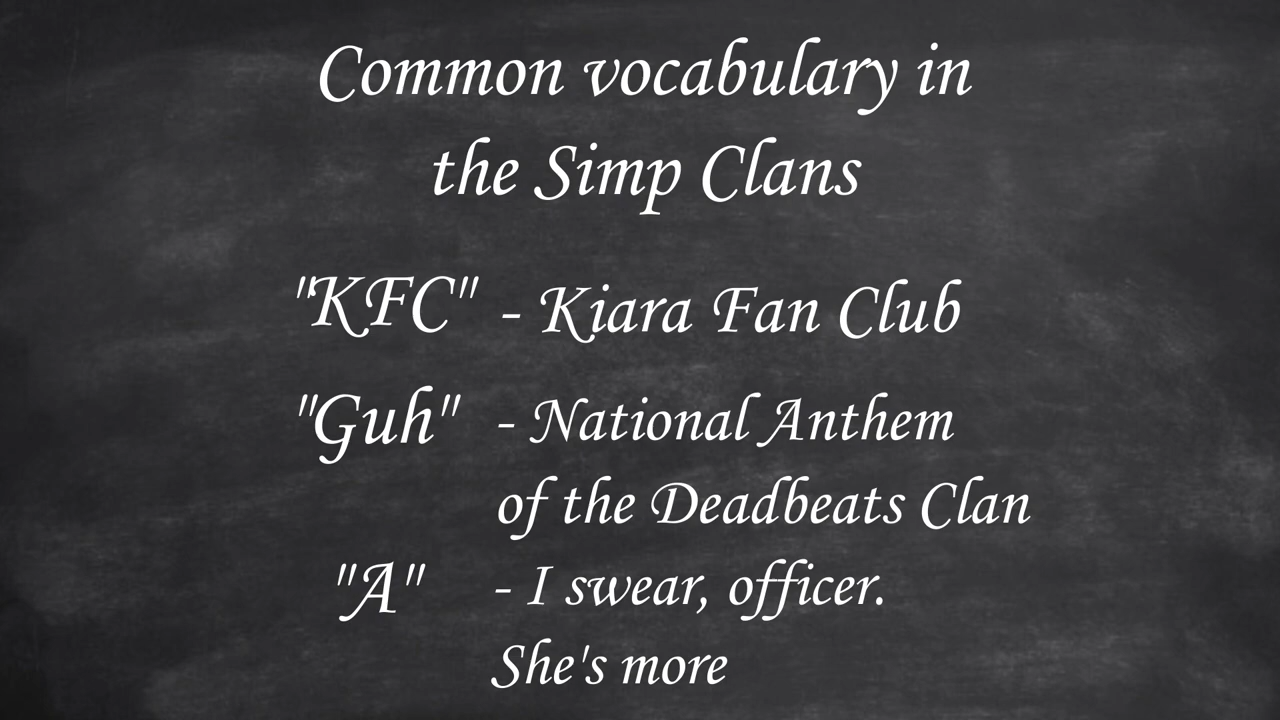 Common vocabulary in
the Simp Clans
"KFC" - Kiara Fan Club
"Guh" - National Anthem
of the Deadbeats Clan
"A" - I swear, officer.
She's more